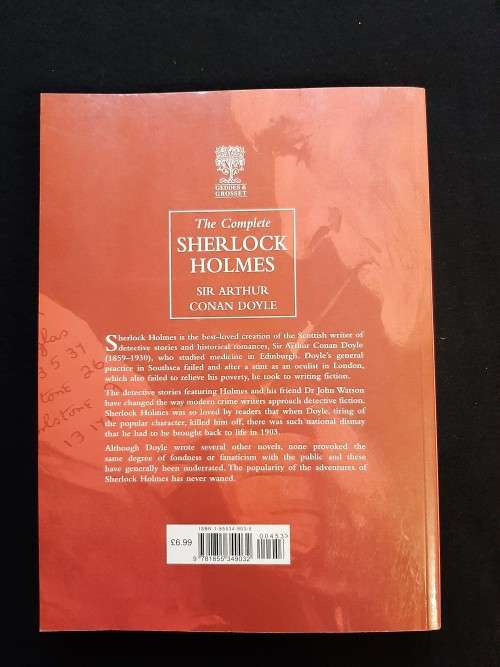 GEDDES &
GROSSET
The Complete
SHERLOCK
HOLMES
SIR ARTHUR
CONAN DOYLE
Sherlock Holmes is the best-loved creation of the Scottish writer of
detective stories and historical romances, Sir Arthur Conan Doyle
(1859–1930), who studied medicine in Edinburgh. Doyle's general
practice in Southsea failed and after a stint as an oculist in London,
which also failed to relieve his poverty, he took to writing fiction.
The detective stories featuring Holmes and his friend Dr John Watson
have changed the way modern crime writers approach detective fiction.
Sherlock Holmes was so loved by readers that when Doyle, tiring of
the popular character, killed him off, there was such national dismay
that he had to be brought back to life in 1903.
Although Doyle wrote several other novels, none provoked the
same degree of fondness or fanaticism with the public and these
have generally been underrated. The popularity of the adventures of
Sherlock Holmes has never waned.
£6.99
00453
9 781855 349032